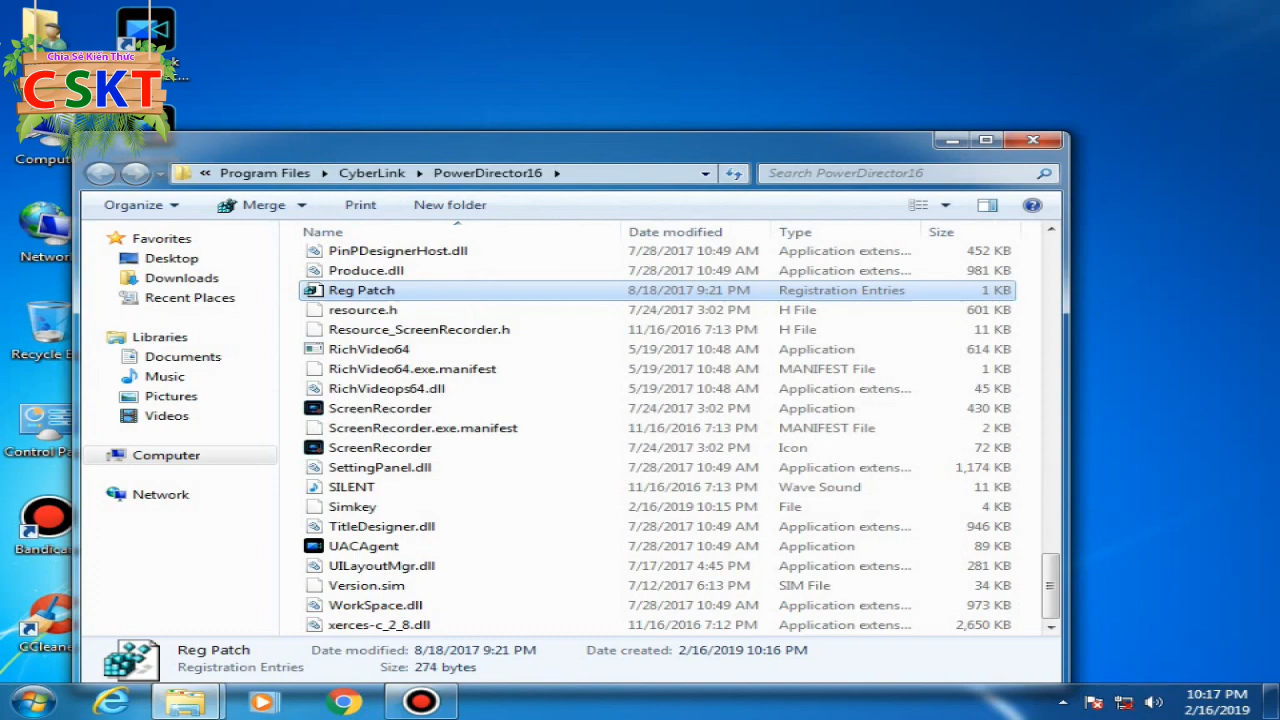 Chia Sẻ Kiến Thức
CSKT
Networ
Recycle
Control Pa
Bandica
CCleane
« Program Files ▸ CyberLink ▸ PowerDirector16 ▸
Search PowerDirector16
Organize Merge Print New folder
Favorites
Desktop
Downloads
Recent Places
Libraries
Documents
Music
Pictures
Videos
Computer
Network
Name Date modified Type Size
PinPDesignerHost.dll 7/28/2017 10:49 AM Application extens... 452 KB
Produce.dll 7/28/2017 10:49 AM Application extens... 981 KB
Reg Patch 8/18/2017 9:21 PM Registration Entries 1 KB
resource.h 7/24/2017 3:02 PM H File 601 KB
Resource_ScreenRecorder.h 11/16/2016 7:13 PM H File 11 KB
RichVideo64 5/19/2017 10:48 AM Application 614 KB
RichVideo64.exe.manifest 5/19/2017 10:48 AM MANIFEST File 1 KB
RichVideops64.dll 5/19/2017 10:48 AM Application extens... 45 KB
ScreenRecorder 7/24/2017 3:02 PM Application 430 KB
ScreenRecorder.exe.manifest 11/16/2016 7:13 PM MANIFEST File 2 KB
ScreenRecorder 7/24/2017 3:02 PM Icon 72 KB
SettingPanel.dll 7/28/2017 10:49 AM Application extens... 1,174 KB
SILENT 11/16/2016 7:13 PM Wave Sound 11 KB
Simkey 2/16/2019 10:15 PM File 4 KB
TitleDesigner.dll 7/28/2017 10:49 AM Application extens... 946 KB
UACAgent 7/28/2017 10:49 AM Application 89 KB
UILayoutMgr.dll 7/17/2017 4:45 PM Application extens... 281 KB
Version.sim 7/12/2017 6:13 PM SIM File 34 KB
WorkSpace.dll 7/28/2017 10:49 AM Application extens... 973 KB
xerces-c_2_8.dll 11/16/2016 7:12 PM Application extens... 2,650 KB
Reg Patch Date modified: 8/18/2017 9:21 PM Date created: 2/16/2019 10:16 PM
Registration Entries Size: 274 bytes
10:17 PM
2/16/2019